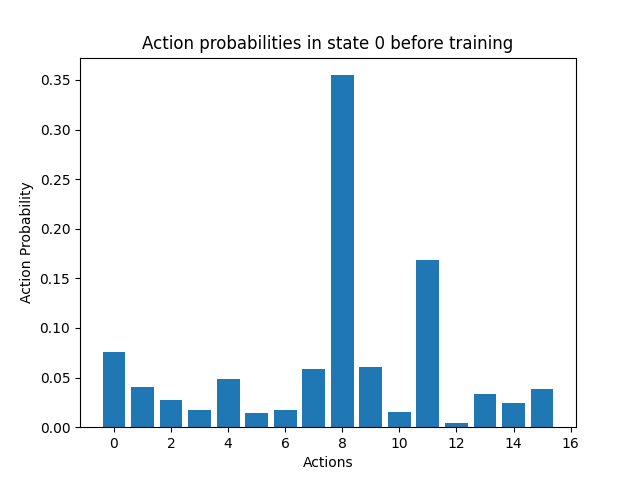 Action probabilities in state 0 before training
0.35
0.30
0.25
0.20
0.15
0.10
0.05
0.00
Action Probability
0 2 4 6 8 10 12 14 16
Actions